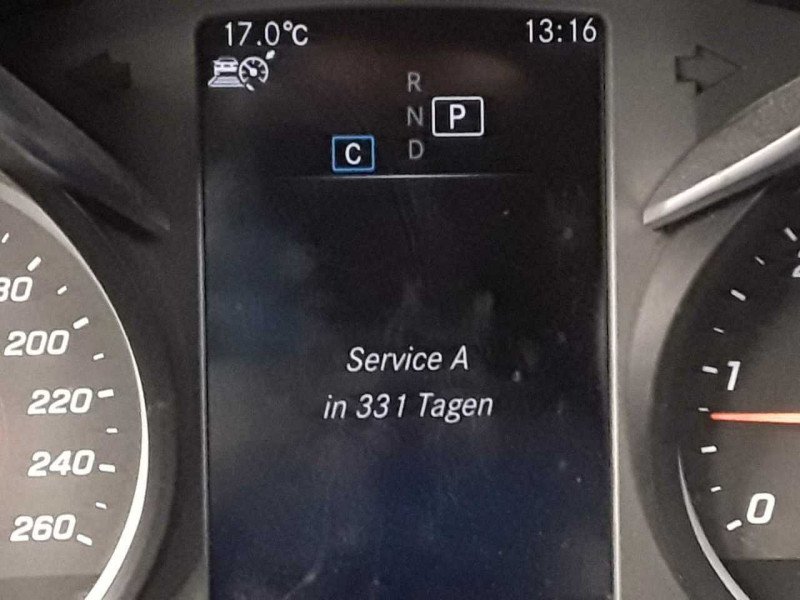 17.0°C 13:16
R
N P
C D
Service A
in 331 Tagen
200
220
240
260
1
0